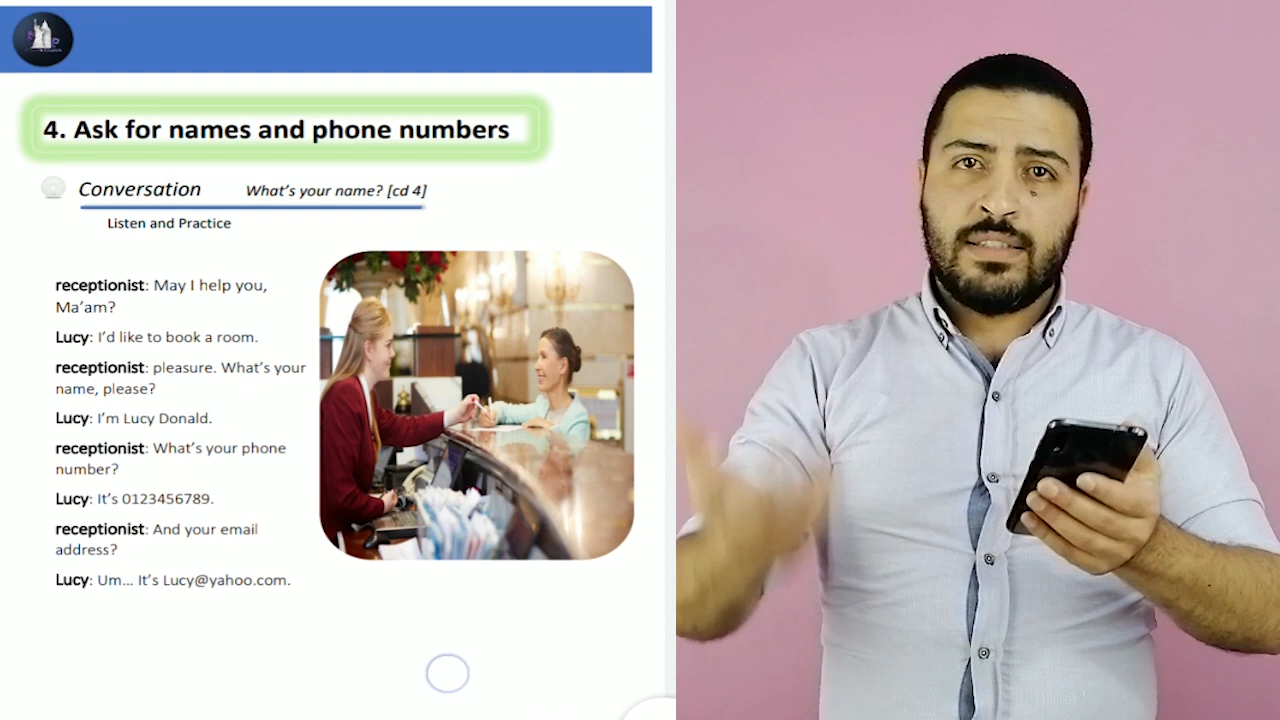 4. Ask for names and phone numbers
Conversation What's your name? [cd 4]
Listen and Practice
receptionist: May I help you,
Ma'am?
Lucy: I'd like to book a room.
receptionist: pleasure. What's your
name, please?
Lucy: I'm Lucy Donald.
receptionist: What's your phone
number?
Lucy: It's 0123456789.
receptionist: And your email
address?
Lucy: Um... It's Lucy@yahoo.com.